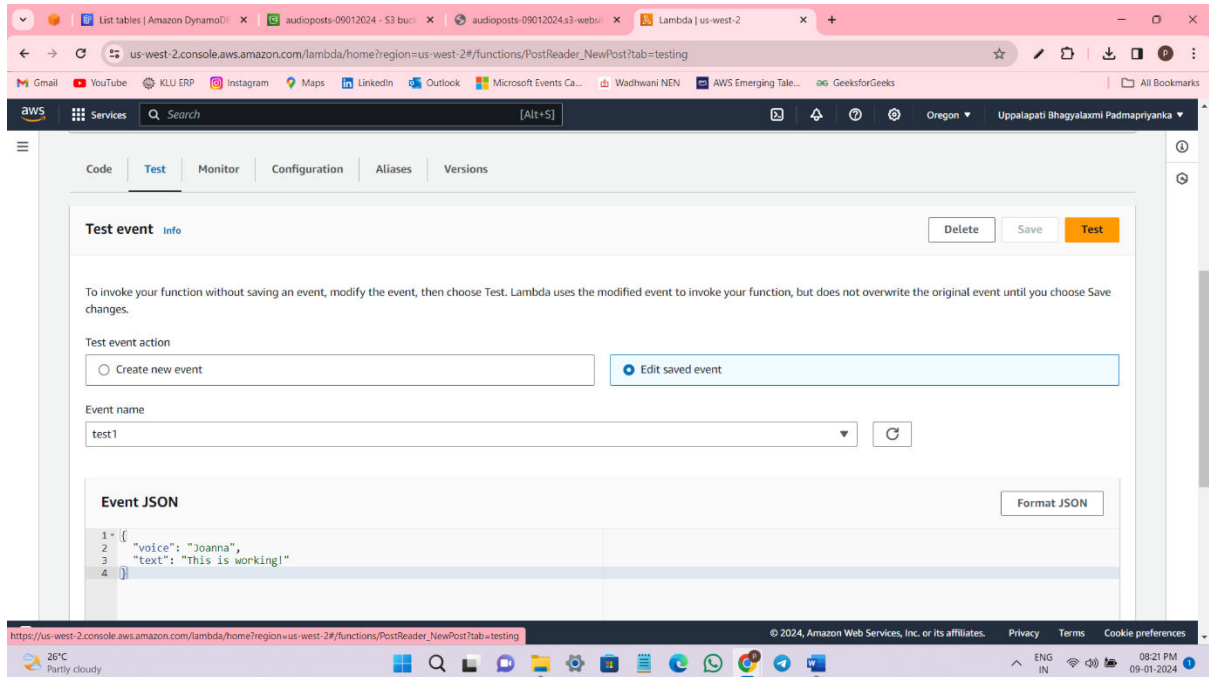 List tables | Amazon DynamoDB
audioposts-09012024 - S3 buck
audioposts-09012024.s3-websit
Lambda | us-west-2
us-west-2.console.aws.amazon.com/lambda/home?region=us-west-2#/functions/PostReader_NewPost?tab=testing
Gmail YouTube KLU ERP Instagram Maps LinkedIn Outlook Microsoft Events Ca... Wadhwani NEN AWS Emerging Tale... GeeksforGeeks All Bookmarks
aws Services Search [Alt+S] Oregon Uppalapati Bhagyalaxmi Padmapriyanka
Code Test Monitor Configuration Aliases Versions
Test event Info Delete Save Test
To invoke your function without saving an event, modify the event, then choose Test. Lambda uses the modified event to invoke your function, but does not overwrite the original event until you choose Save
changes.
Test event action
Create new event Edit saved event
Event name
test1
Event JSON Format JSON
1 {
2 "voice": "Joanna",
3 "text": "This is working!"
4 }
https://us-west-2.console.aws.amazon.com/lambda/home?region=us-west-2#/functions/PostReader_NewPost?tab=testing
© 2024, Amazon Web Services, Inc. or its affiliates. Privacy Terms Cookie preferences
26°C
Partly cloudy
ENG
IN
08:21 PM
09-01-2024
1